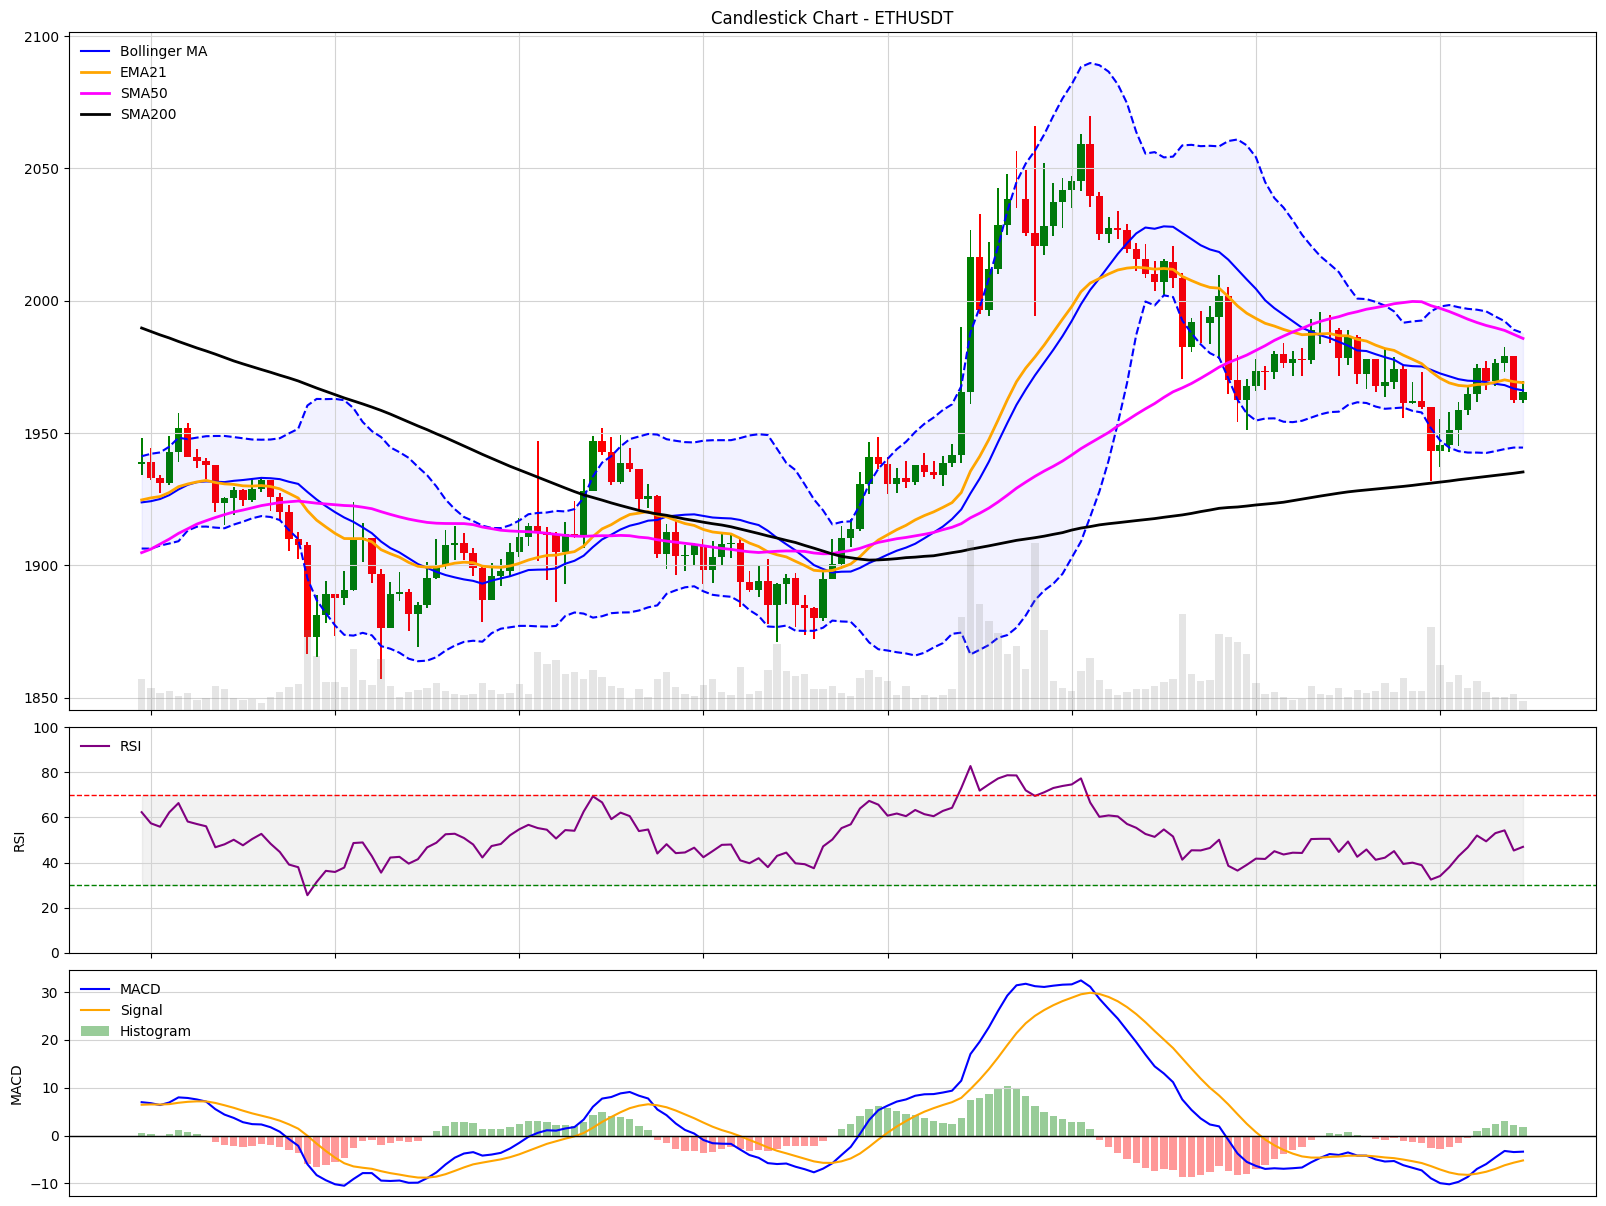 Candlestick Chart - ETHUSDT
2100
2050
2000
1950
1900
1850
Bollinger MA
EMA21
SMA50
SMA200
100
80
60
40
20
0
RSI
RSI
30
20
10
0
−10
MACD
MACD
Signal
Histogram